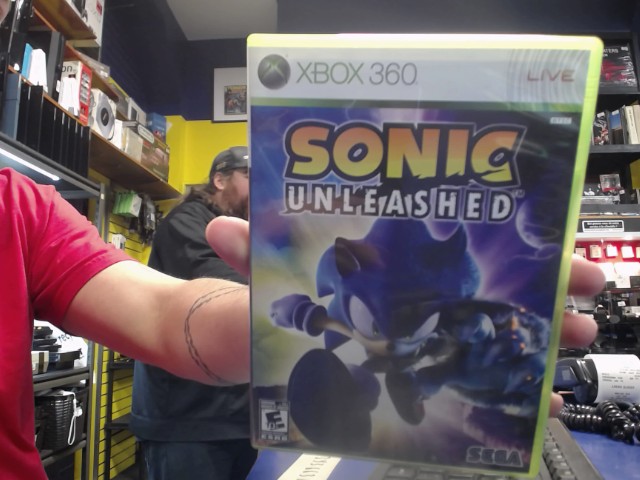 XBOX 360
LIVE
SONIC
UNLEASHED
E
SEGA